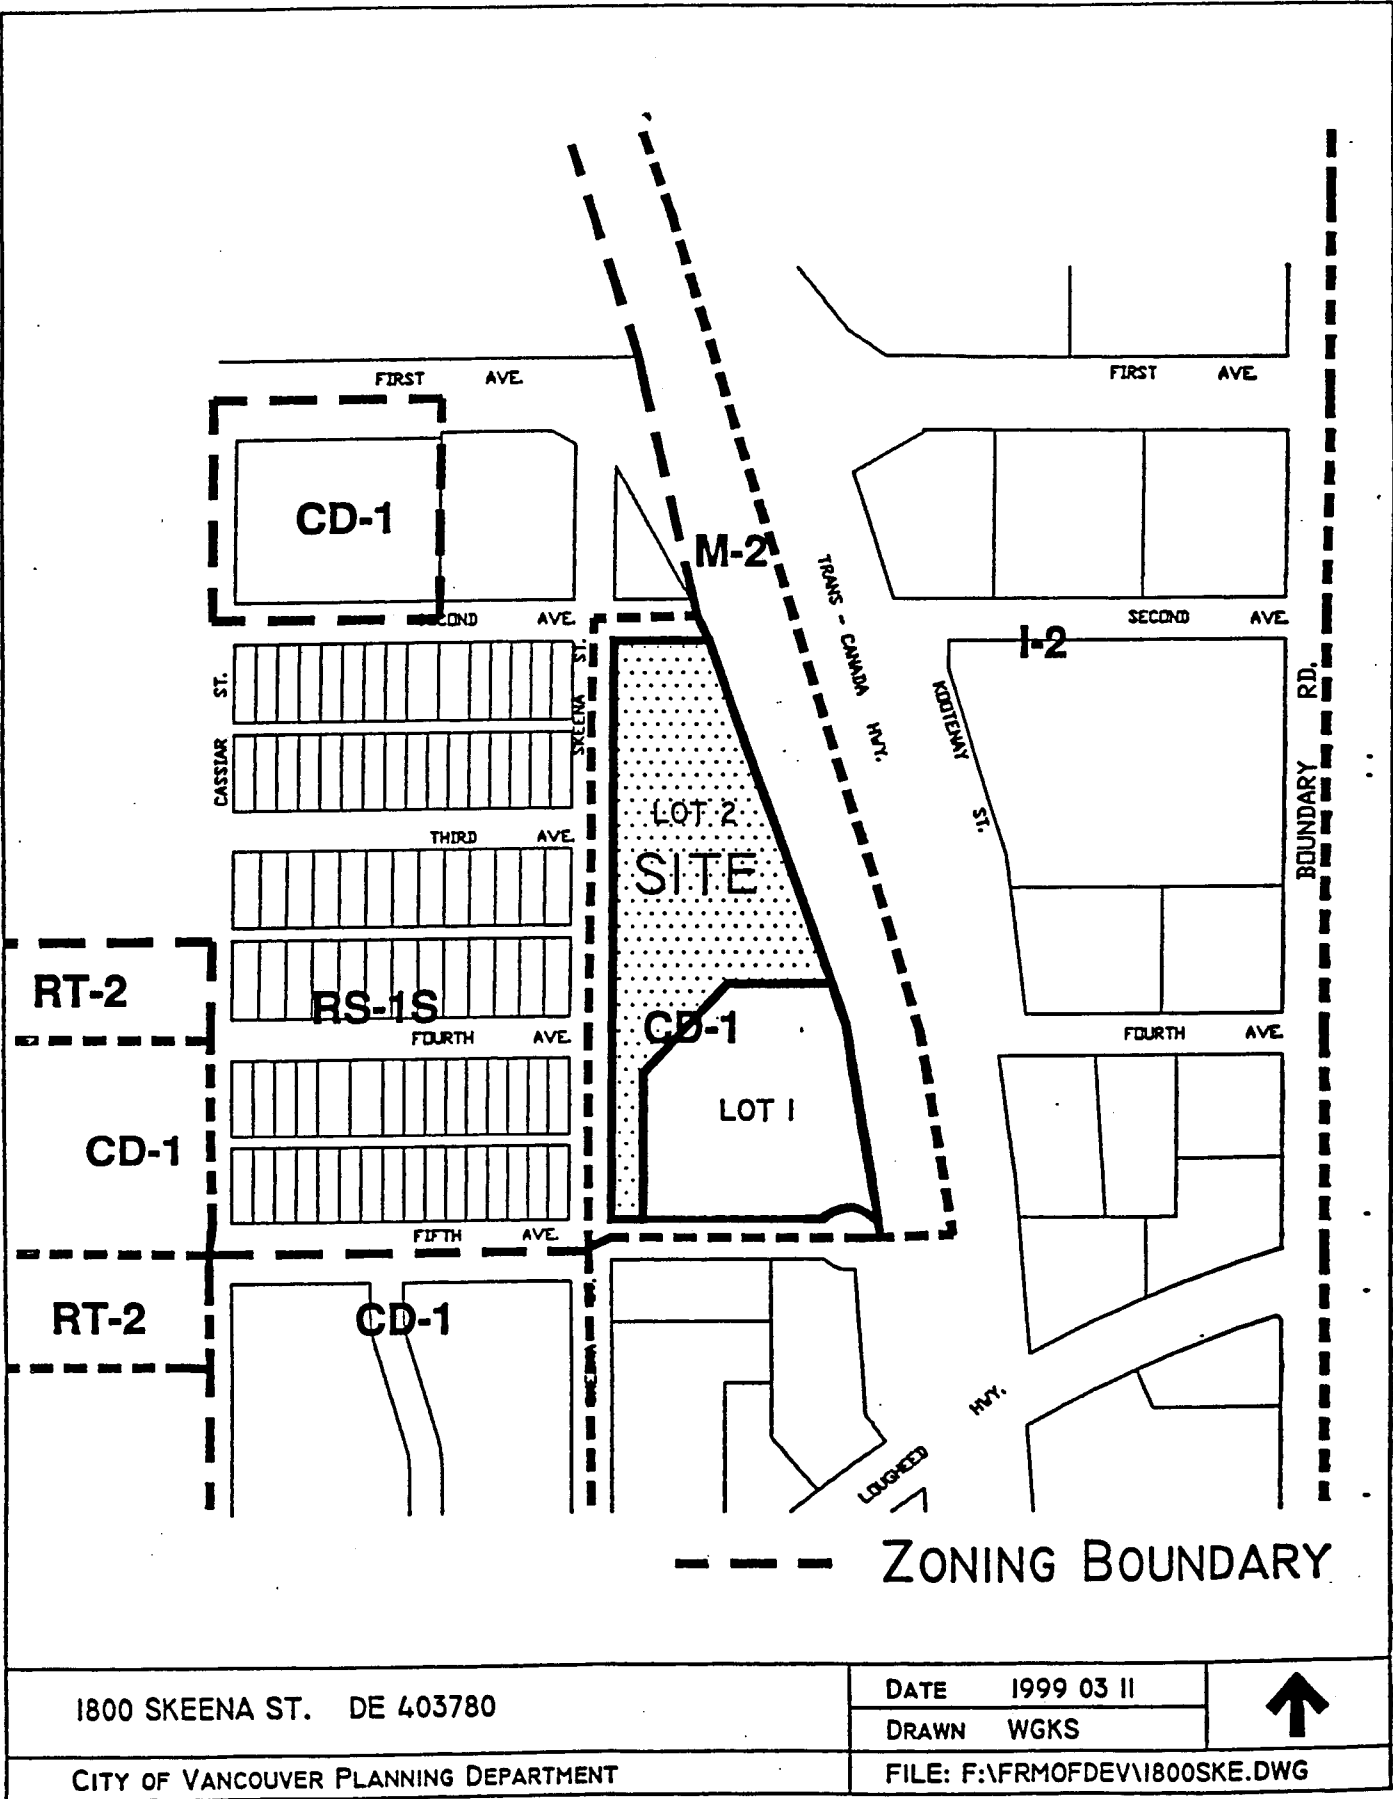 FIRST AVE.
FIRST AVE.
CD-1
M-2
SECOND AVE.
SECOND AVE.
I-2
TRANS - CANADA HWY.
KOOTENAY ST.
SKEENA ST.
CASSIAR ST.
BOUNDARY RD.
LOT 2
SITE
THIRD AVE.
RT-2
RS-1S
CD-1
FOURTH AVE.
FOURTH AVE.
LOT 1
CD-1
FIFTH AVE.
RT-2
CD-1
SKEENA
LOUGHEED HWY.
ZONING BOUNDARY
1800 SKEENA ST. DE 403780
DATE 1999 03 11
DRAWN WGKS
CITY OF VANCOUVER PLANNING DEPARTMENT
FILE: F:\FRMOFDEV\1800SKE.DWG